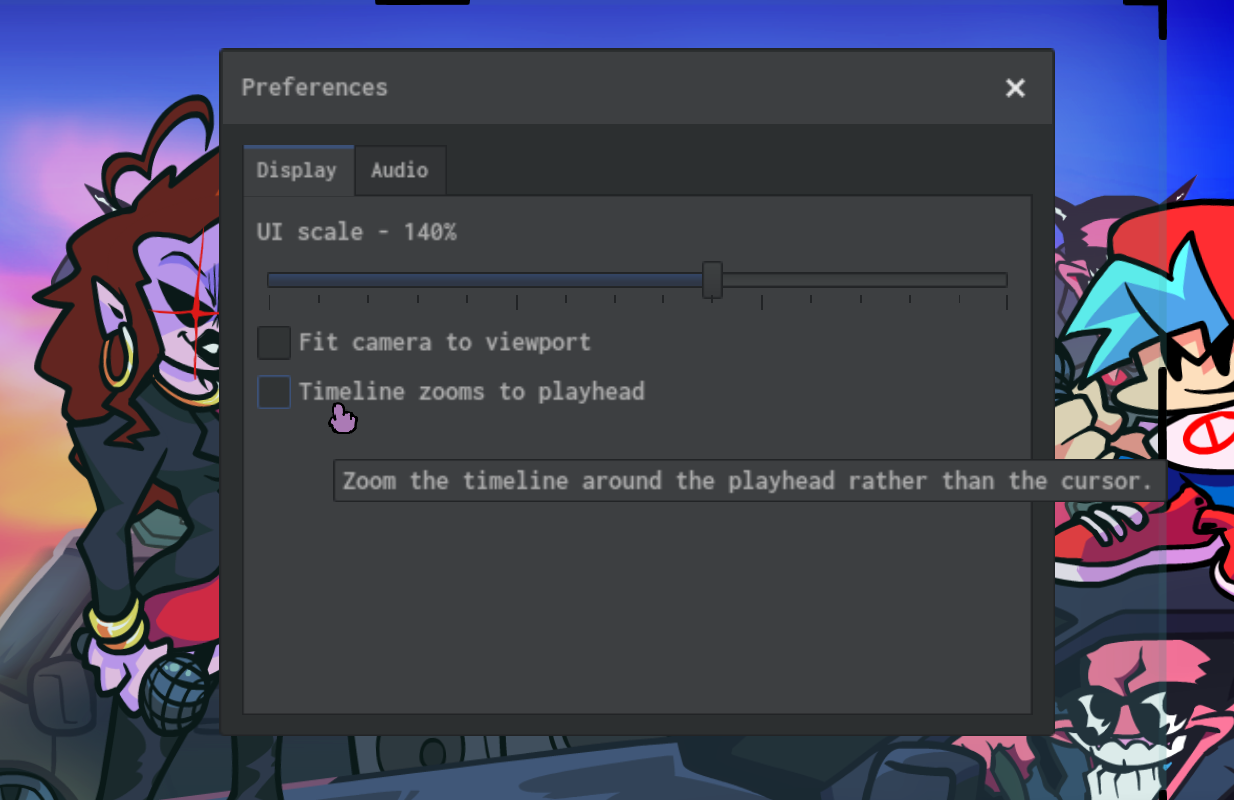 Preferences
Display Audio
UI scale - 140%
Fit camera to viewport
Timeline zooms to playhead
Zoom the timeline around the playhead rather than the cursor.